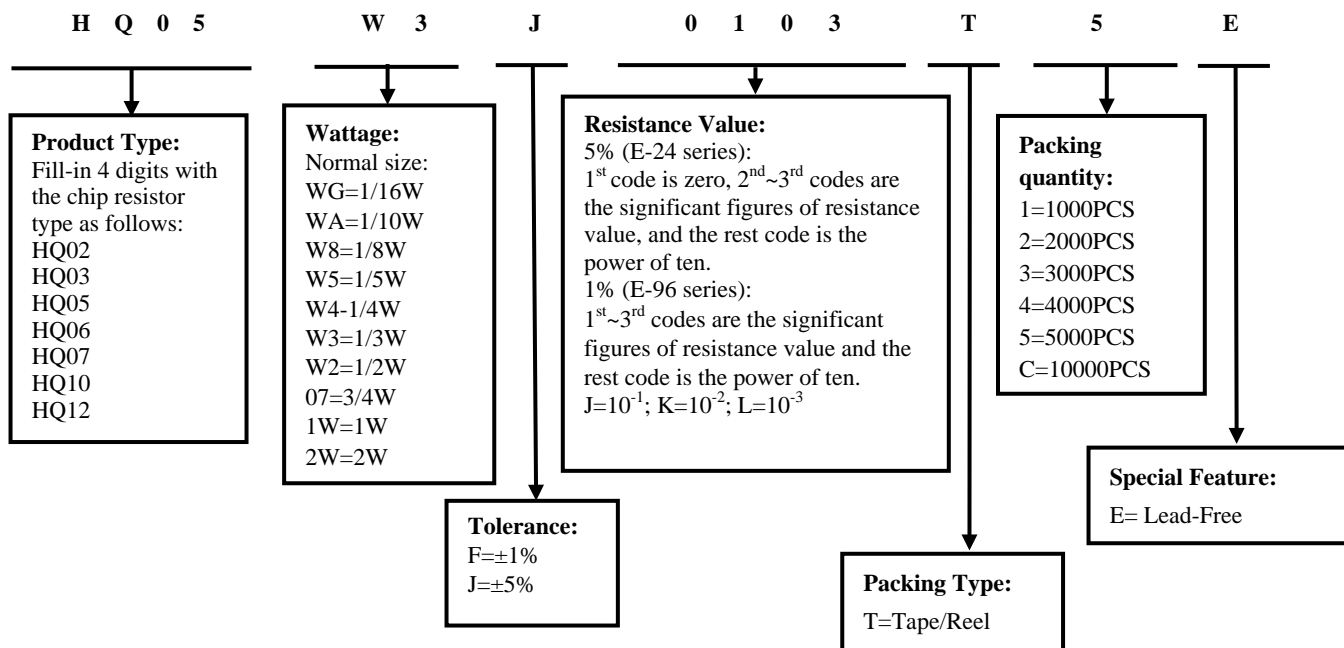 H Q 0 5 W 3 J 0 1 0 3 T 5 E
Product Type:
Fill-in 4 digits with
the chip resistor
type as follows:
HQ02
HQ03
HQ05
HQ06
HQ07
HQ10
HQ12
Wattage:
Normal size:
WG=1/16W
WA=1/10W
W8=1/8W
W5=1/5W
W4-1/4W
W3=1/3W
W2=1/2W
07=3/4W
1W=1W
2W=2W
Tolerance:
F=±1%
J=±5%
Resistance Value:
5% (E-24 series):
1st code is zero, 2nd~3rd codes are
the significant figures of resistance
value, and the rest code is the
power of ten.
1% (E-96 series):
1st~3rd codes are the significant
figures of resistance value and the
rest code is the power of ten.
J=10-1; K=10-2; L=10-3
Packing Type:
T=Tape/Reel
Packing
quantity:
1=1000PCS
2=2000PCS
3=3000PCS
4=4000PCS
5=5000PCS
C=10000PCS
Special Feature:
E= Lead-Free